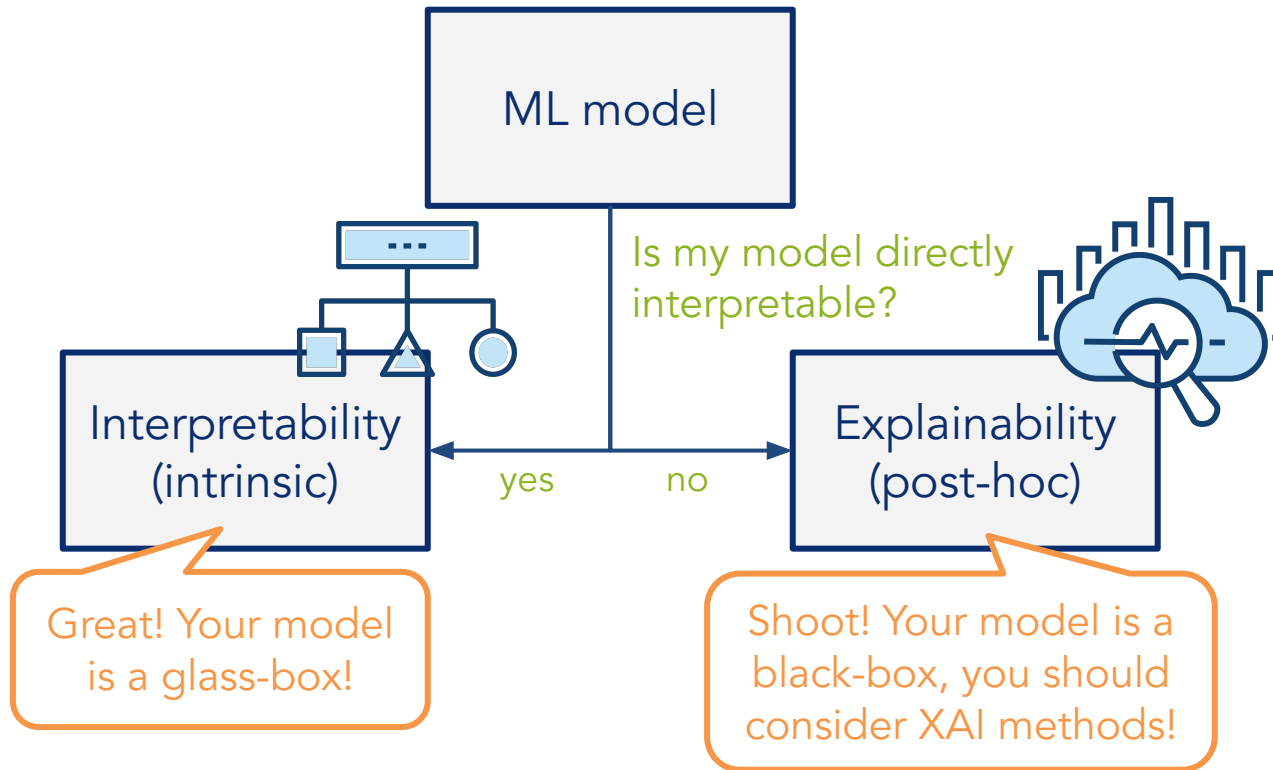 ML model
Is my model directly
interpretable?
Interpretability
(intrinsic)
yes
no
Explainability
(post-hoc)
Great! Your model
is a glass-box!
Shoot! Your model is a
black-box, you should
consider XAI methods!